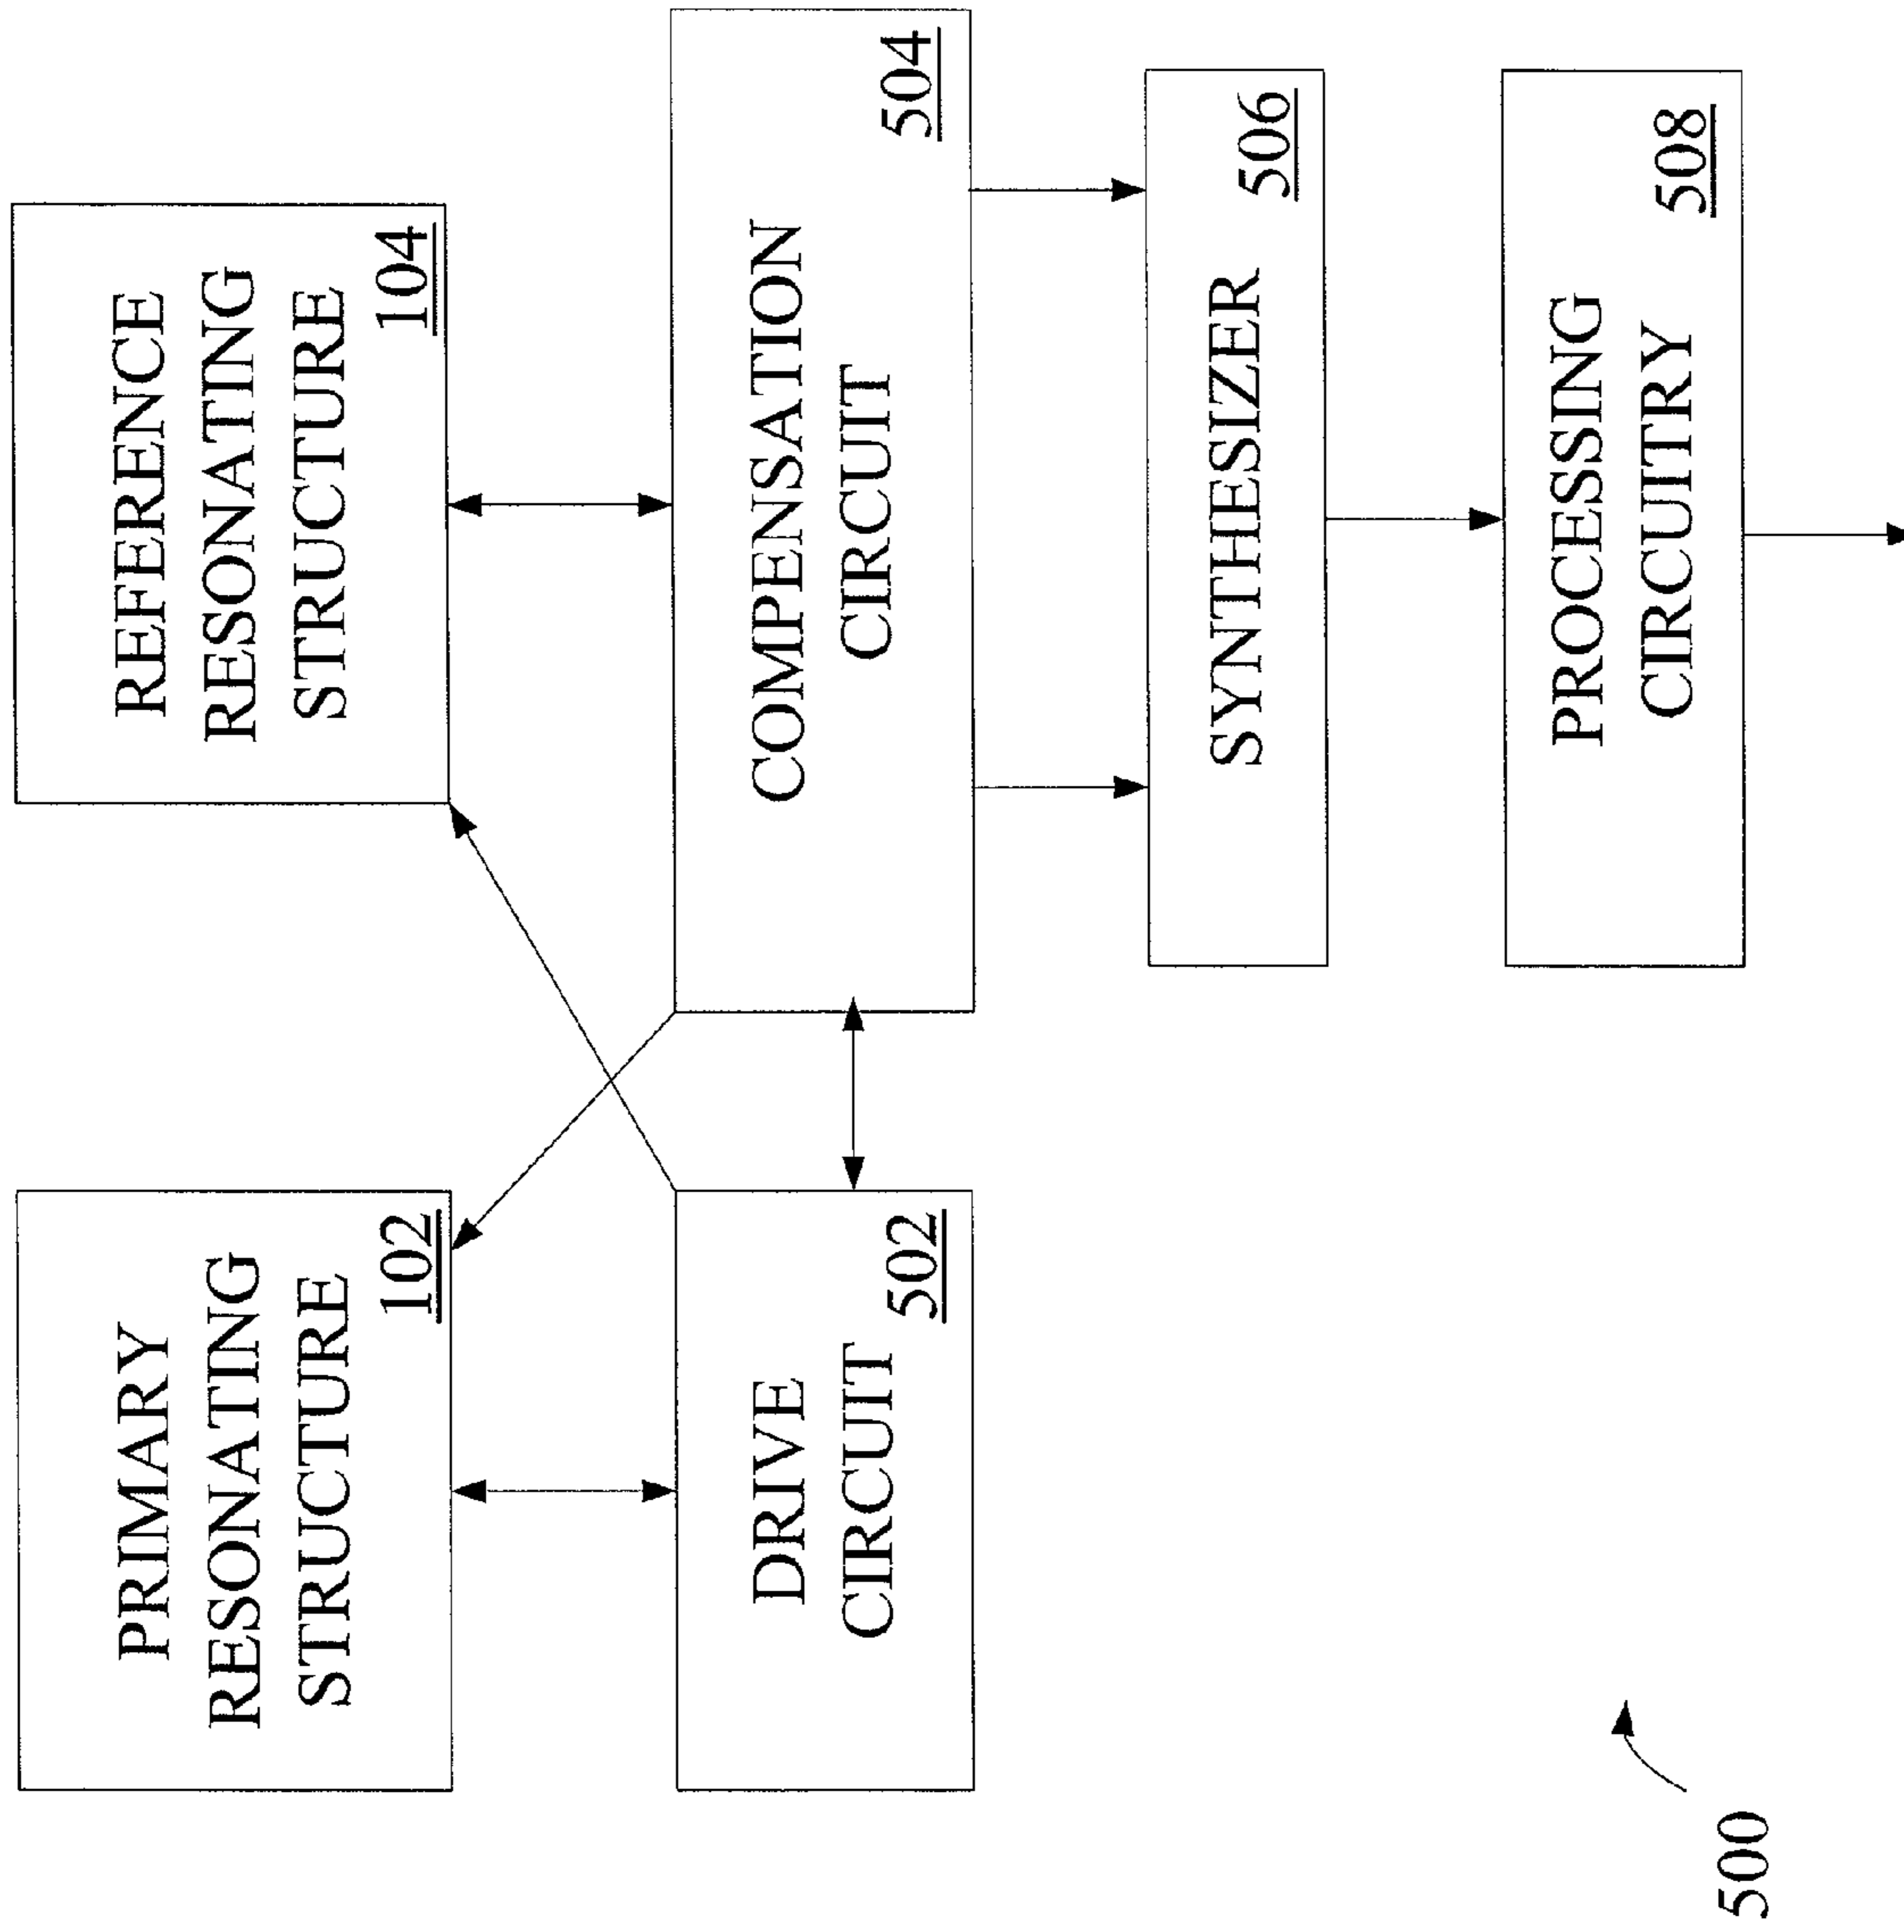 PRIMARY
RESONATING
STRUCTURE
102
REFERENCE
RESONATING
STRUCTURE
104
DRIVE
CIRCUIT
502
COMPENSATION
CIRCUIT
504
SYNTHESIZER
506
PROCESSING
CIRCUITRY
508
500